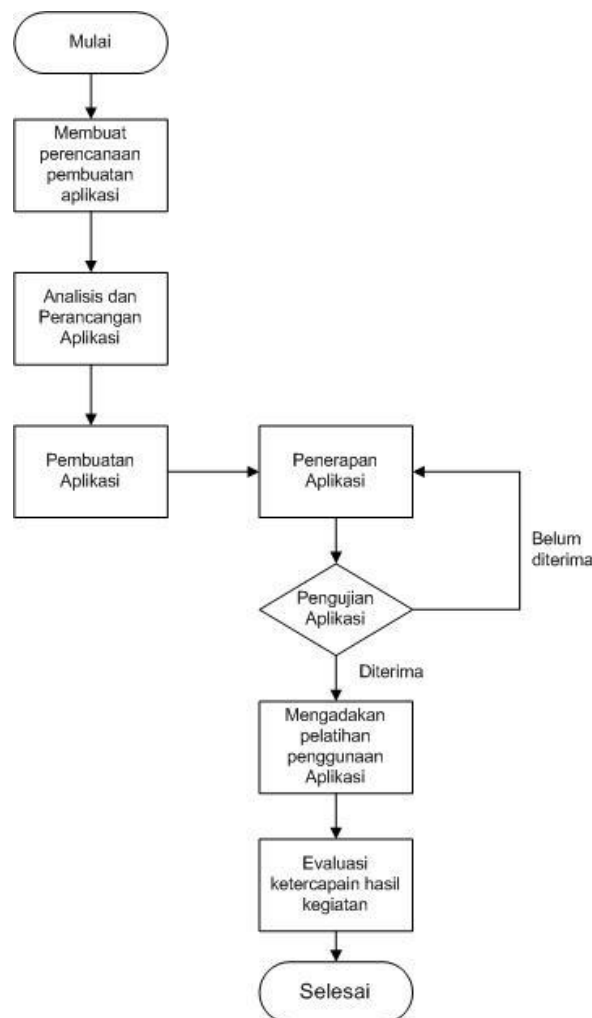 Mulai
Membuat
perencanaan
pembuatan
aplikasi
Analisis dan
Perancangan
Aplikasi
Pembuatan
Aplikasi
Penerapan
Aplikasi
Belum
diterima
Pengujian
Aplikasi
Diterima
Mengadakan
pelatihan
penggunaan
Aplikasi
Evaluasi
ketercapain hasil
kegiatan
Selesai